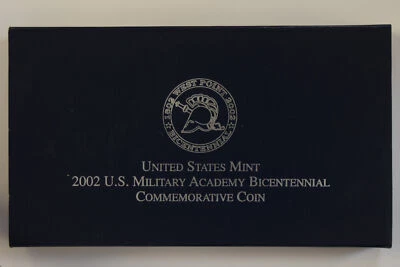 1802 WEST POINT 2002
BICENTENNIAL
UNITED STATES MINT
2002 U.S. MILITARY ACADEMY BICENTENNIAL
COMMEMORATIVE COIN